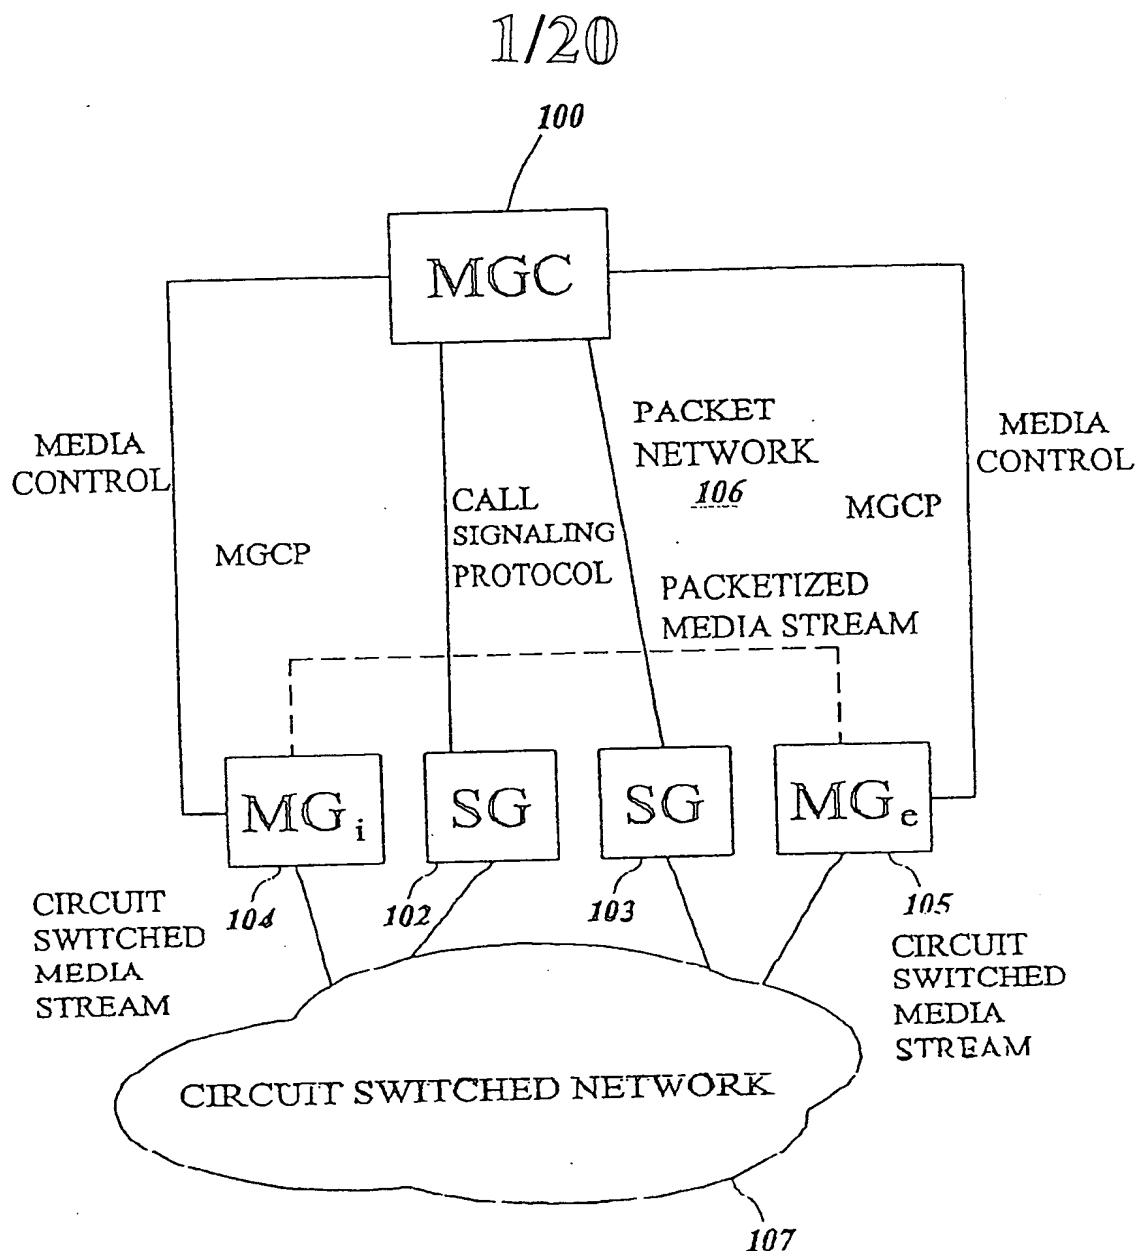 1/20
100
MGC
MEDIA
CONTROL
MGCP
CALL
SIGNALING
PROTOCOL
PACKET
NETWORK
106
MEDIA
CONTROL
MGCP
PACKETIZED
MEDIA STREAM
MGi
SG
SG
MGe
104
102
103
105
CIRCUIT
SWITCHED
MEDIA
STREAM
CIRCUIT
SWITCHED
MEDIA
STREAM
CIRCUIT SWITCHED NETWORK
107